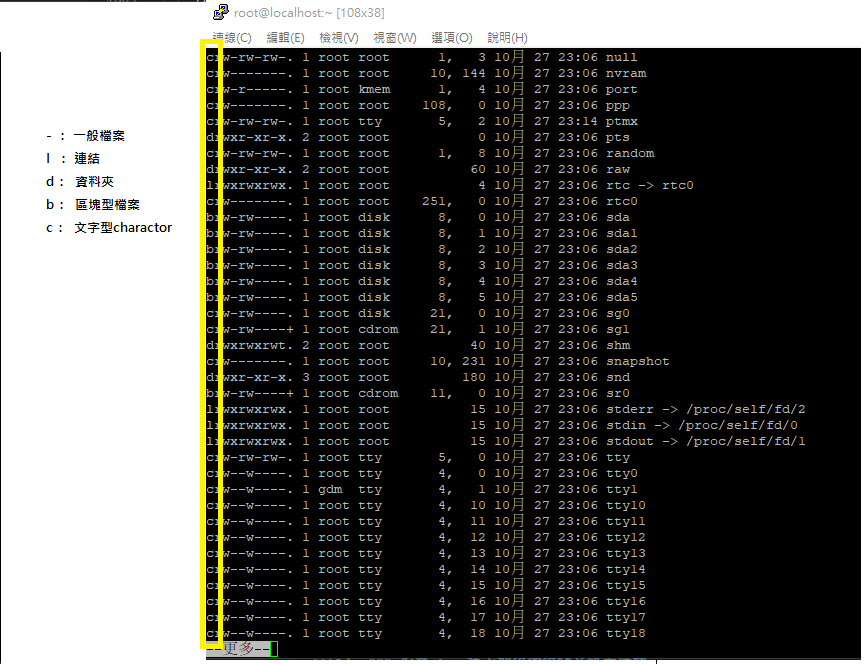 root@localhost:~ [108x38]
連線(C) 編輯(E) 檢視(V) 視窗(W) 選項(O) 說明(H)
- : 一般檔案
l : 連結
d : 資料夾
b : 區塊型檔案
c : 文字型charactor
crw-rw-rw-. 1 root root 1, 3 10月 27 23:06 null
crw-------. 1 root root 10, 144 10月 27 23:06 nvram
crw-r-----. 1 root kmem 1, 4 10月 27 23:06 port
crw-------. 1 root root 108, 0 10月 27 23:06 ppp
crw-rw-rw-. 1 root tty 5, 2 10月 27 23:14 ptmx
drwxr-xr-x. 2 root root 0 10月 27 23:06 pts
crw-rw-rw-. 1 root root 1, 8 10月 27 23:06 random
drwxr-xr-x. 2 root root 60 10月 27 23:06 raw
lrwxrwxrwx. 1 root root 4 10月 27 23:06 rtc -> rtc0
crw-------. 1 root root 251, 0 10月 27 23:06 rtc0
brw-rw----. 1 root disk 8, 0 10月 27 23:06 sda
brw-rw----. 1 root disk 8, 1 10月 27 23:06 sda1
brw-rw----. 1 root disk 8, 2 10月 27 23:06 sda2
brw-rw----. 1 root disk 8, 3 10月 27 23:06 sda3
brw-rw----. 1 root disk 8, 4 10月 27 23:06 sda4
brw-rw----. 1 root disk 8, 5 10月 27 23:06 sda5
crw-rw----. 1 root disk 21, 0 10月 27 23:06 sg0
crw-rw----+ 1 root cdrom 21, 1 10月 27 23:06 sg1
drwxrwxrwt. 2 root root 40 10月 27 23:06 shm
crw-------. 1 root root 10, 231 10月 27 23:06 snapshot
drwxr-xr-x. 3 root root 180 10月 27 23:06 snd
brw-rw----+ 1 root cdrom 11, 0 10月 27 23:06 sr0
lrwxrwxrwx. 1 root root 15 10月 27 23:06 stderr -> /proc/self/fd/2
lrwxrwxrwx. 1 root root 15 10月 27 23:06 stdin -> /proc/self/fd/0
lrwxrwxrwx. 1 root root 15 10月 27 23:06 stdout -> /proc/self/fd/1
crw-rw-rw-. 1 root tty 5, 0 10月 27 23:06 tty
crw--w----. 1 root tty 4, 0 10月 27 23:06 tty0
crw--w----. 1 gdm tty 4, 1 10月 27 23:06 tty1
crw--w----. 1 root tty 4, 10 10月 27 23:06 tty10
crw--w----. 1 root tty 4, 11 10月 27 23:06 tty11
crw--w----. 1 root tty 4, 12 10月 27 23:06 tty12
crw--w----. 1 root tty 4, 13 10月 27 23:06 tty13
crw--w----. 1 root tty 4, 14 10月 27 23:06 tty14
crw--w----. 1 root tty 4, 15 10月 27 23:06 tty15
crw--w----. 1 root tty 4, 16 10月 27 23:06 tty16
crw--w----. 1 root tty 4, 17 10月 27 23:06 tty17
crw--w----. 1 root tty 4, 18 10月 27 23:06 tty18
--更多--